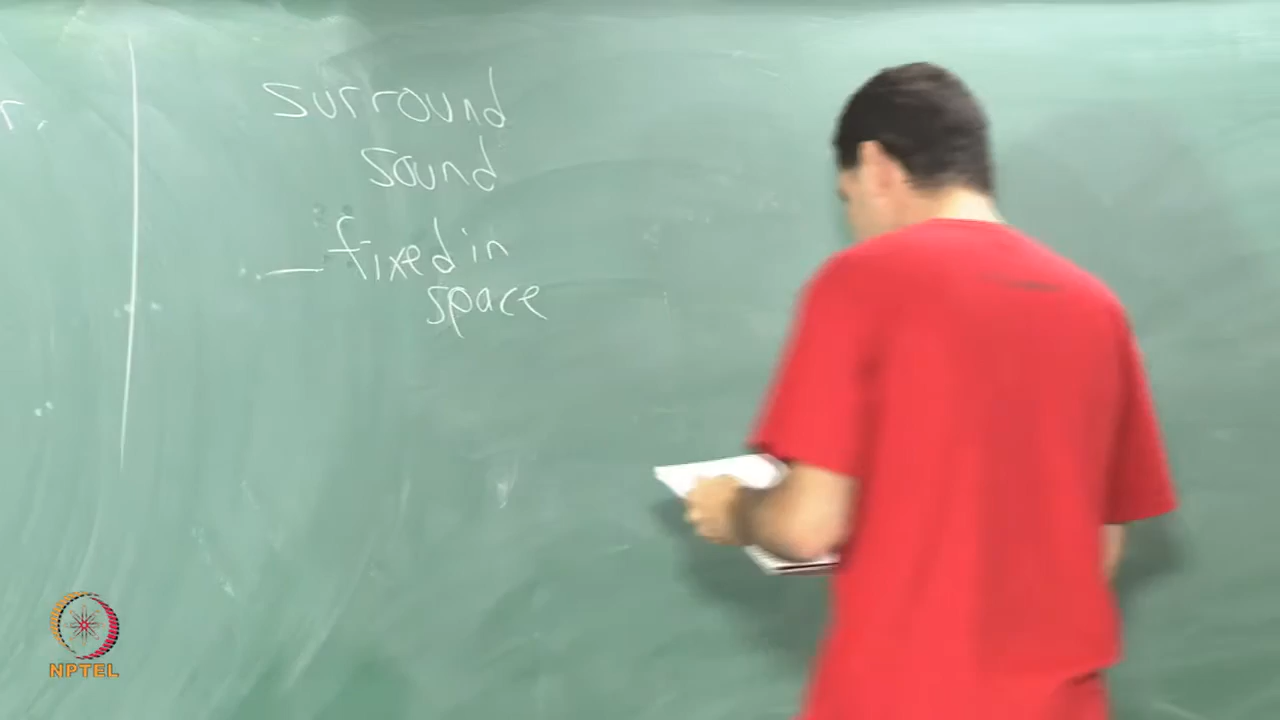 r.
surround
sound
— fixed in
space
NPTEL